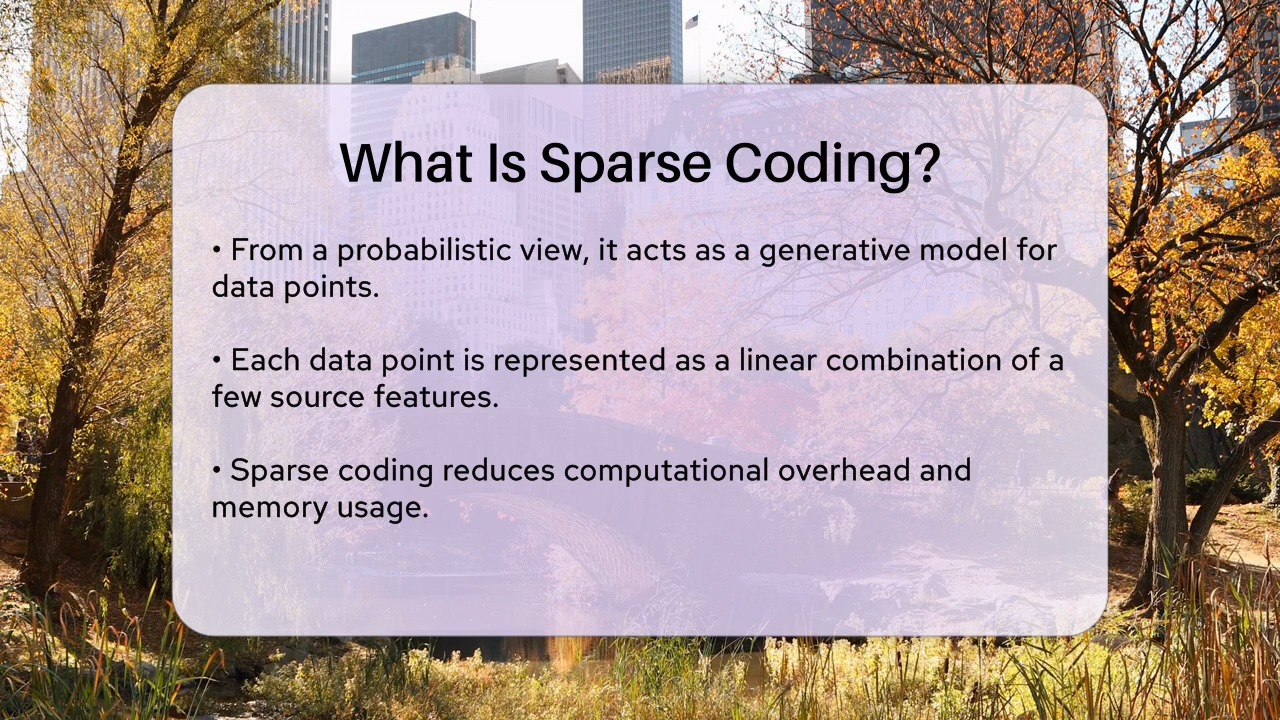 What Is Sparse Coding?
• From a probabilistic view, it acts as a generative model for
data points.
• Each data point is represented as a linear combination of a
few source features.
• Sparse coding reduces computational overhead and
memory usage.